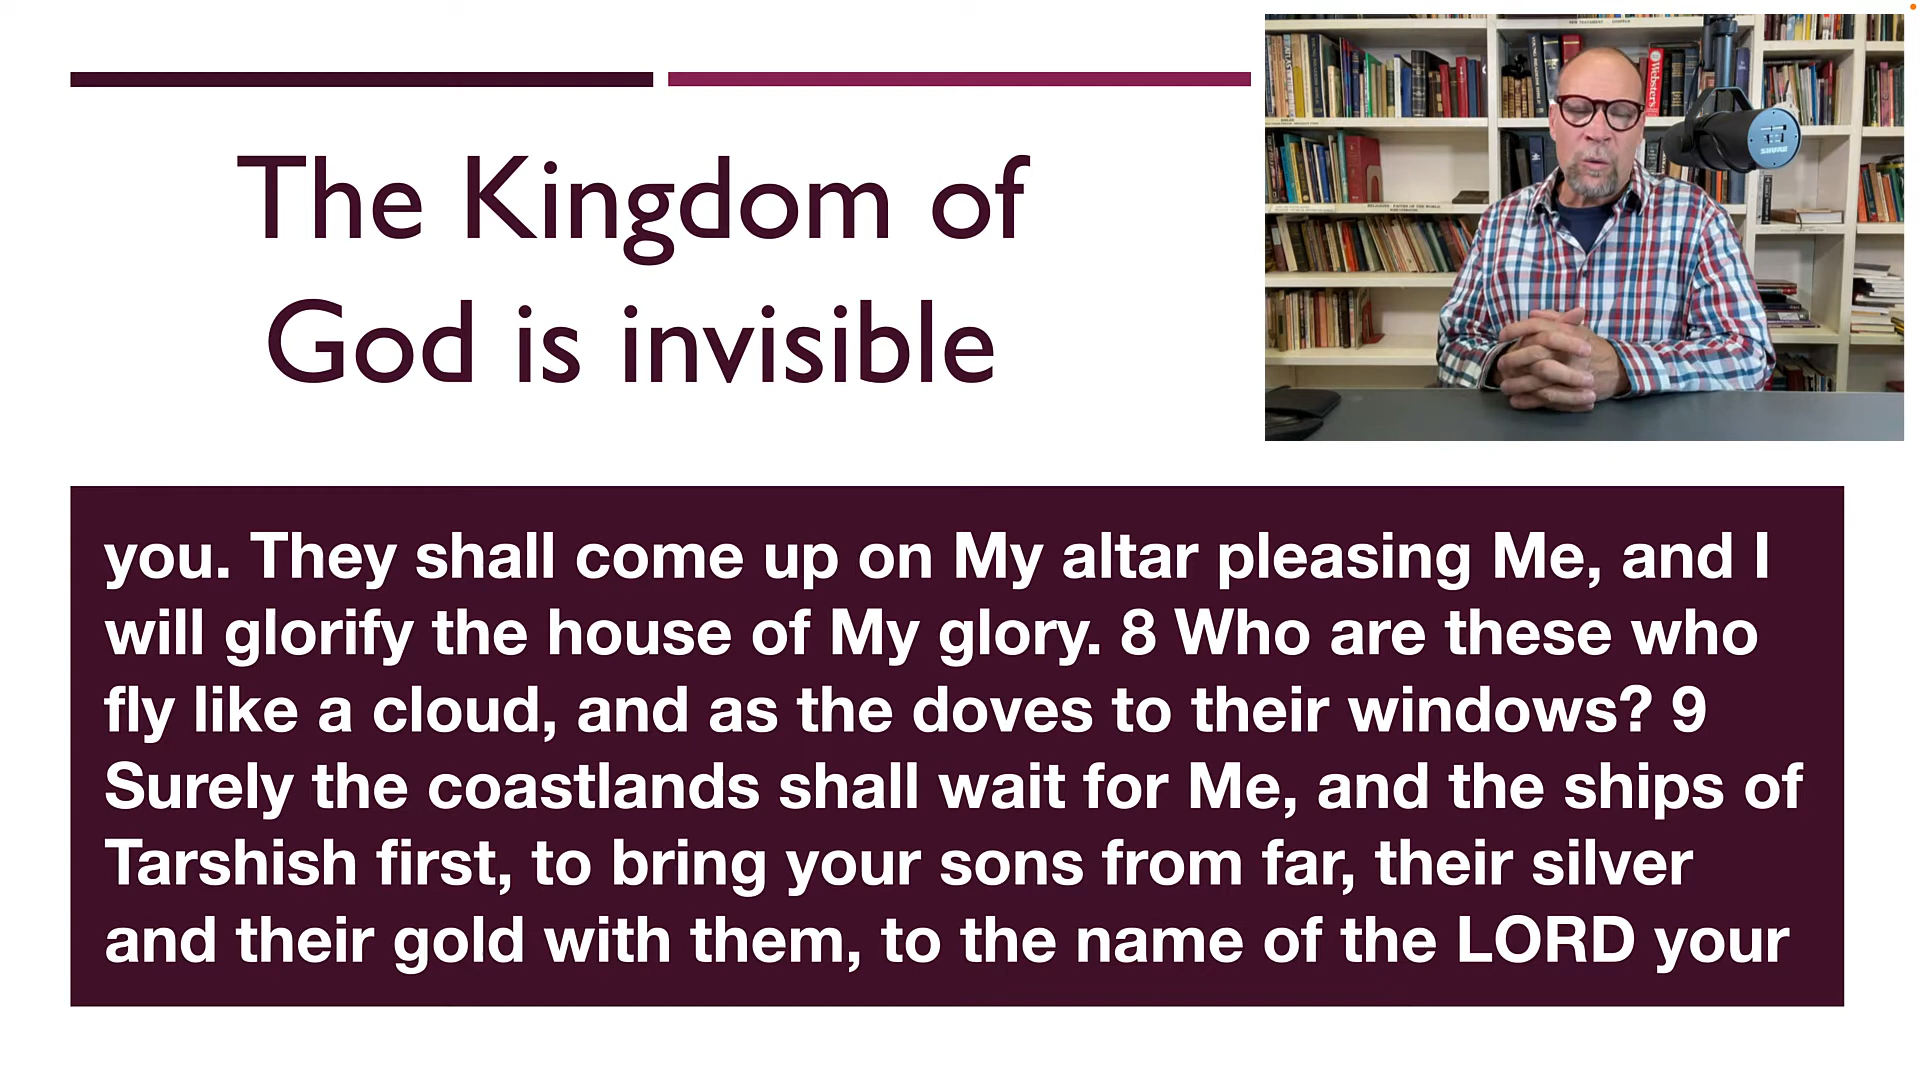 The Kingdom of
God is invisible
Webster's
SHURE
you. They shall come up on My altar pleasing Me, and I
will glorify the house of My glory. 8 Who are these who
fly like a cloud, and as the doves to their windows? 9
Surely the coastlands shall wait for Me, and the ships of
Tarshish first, to bring your sons from far, their silver
and their gold with them, to the name of the LORD your